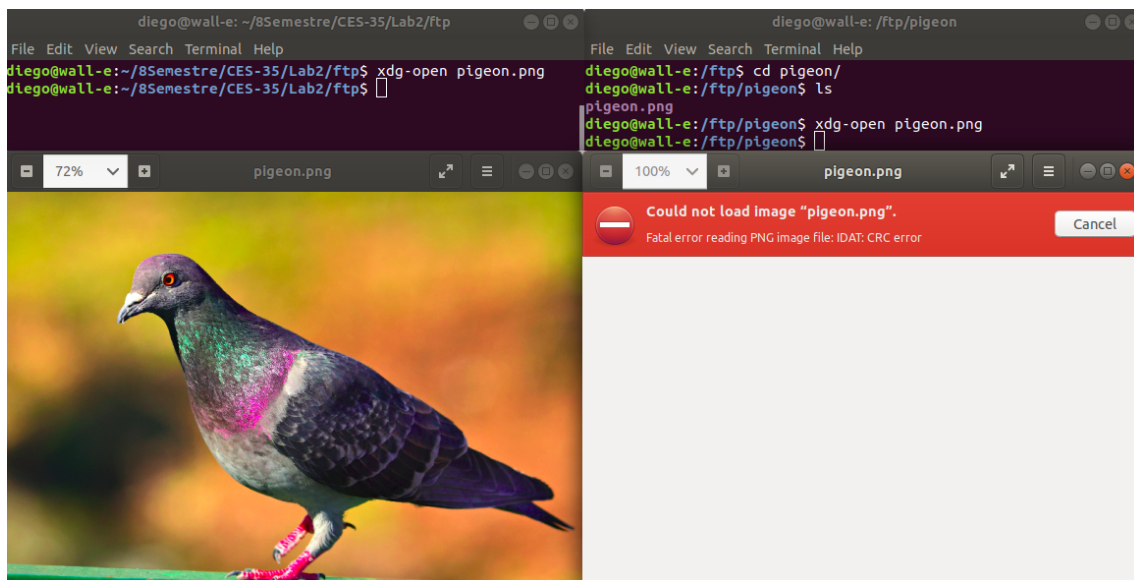 diego@wall-e: ~/8Semestre/CES-35/Lab2/ftp
File Edit View Search Terminal Help
diego@wall-e:~/8Semestre/CES-35/Lab2/ftp$ xdg-open pigeon.png
diego@wall-e:~/8Semestre/CES-35/Lab2/ftp$
72%
pigeon.png
diego@wall-e: /ftp/pigeon
File Edit View Search Terminal Help
diego@wall-e:/ftp$ cd pigeon/
diego@wall-e:/ftp/pigeon$ ls
pigeon.png
diego@wall-e:/ftp/pigeon$ xdg-open pigeon.png
diego@wall-e:/ftp/pigeon$
100%
pigeon.png
Could not load image “pigeon.png”.
Fatal error reading PNG image file: IDAT: CRC error
Cancel